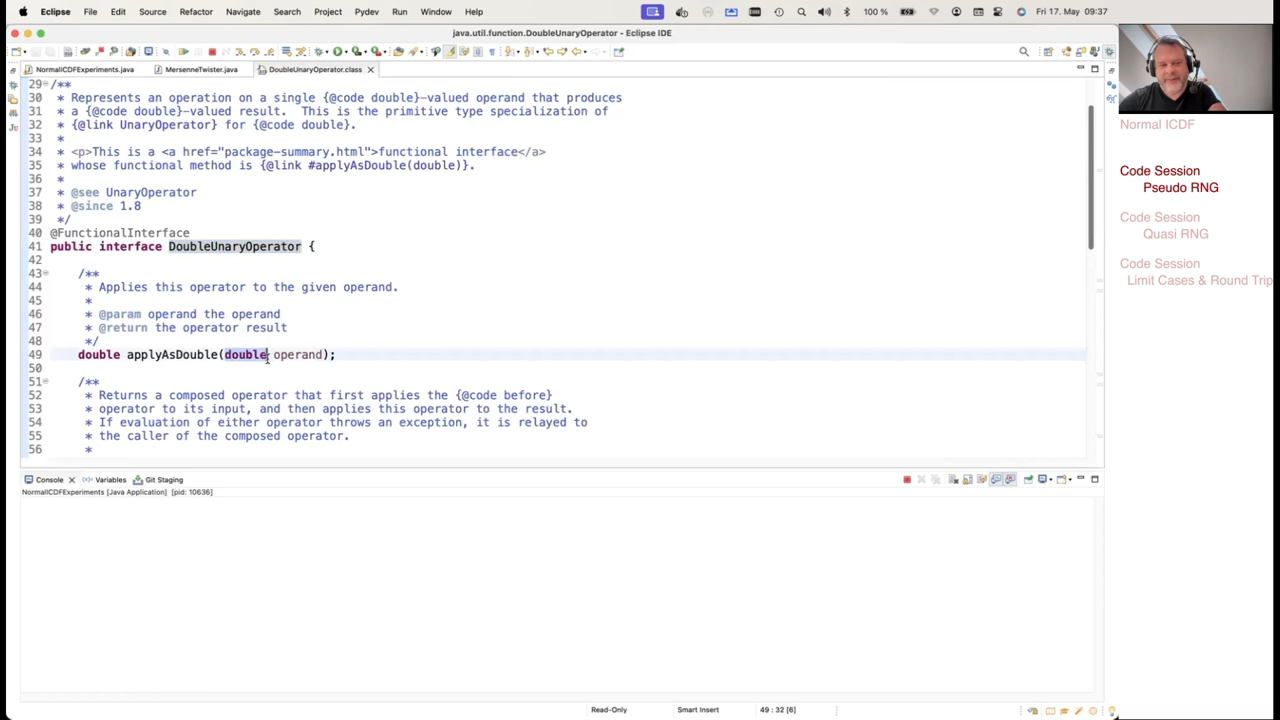 Eclipse File Edit Source Refactor Navigate Search Project Pydev Run Window Help 100 % Fri 17. May 09:37
java.util.function.DoubleUnaryOperator - Eclipse IDE
NormalICDFExperiments.java MersenneTwister.java DoubleUnaryOperator.class
29 /**
30 * Represents an operation on a single {@code double}-valued operand that produces
31 * a {@code double}-valued result. This is the primitive type specialization of
32 * {@link UnaryOperator} for {@code double}.
33 *
34 * <p>This is a <a href="package-summary.html">functional interface</a>
35 * whose functional method is {@link #applyAsDouble(double)}.
36 *
37 * @see UnaryOperator
38 * @since 1.8
39 */
40 @FunctionalInterface
41 public interface DoubleUnaryOperator {
42
43 /**
44 * Applies this operator to the given operand.
45 *
46 * @param operand the operand
47 * @return the operator result
48 */
49 double applyAsDouble(double operand);
50
51 /**
52 * Returns a composed operator that first applies the {@code before}
53 * operator to its input, and then applies this operator to the result.
54 * If evaluation of either operator throws an exception, it is relayed to
55 * the caller of the composed operator.
56 *
Console Variables Git Staging
NormalICDFExperiments [Java Application] [pid: 10636]
Read-Only Smart Insert 49 : 32 [6]
Normal ICDF
Code Session
Pseudo RNG
Code Session
Quasi RNG
Code Session
Limit Cases & Round Trip